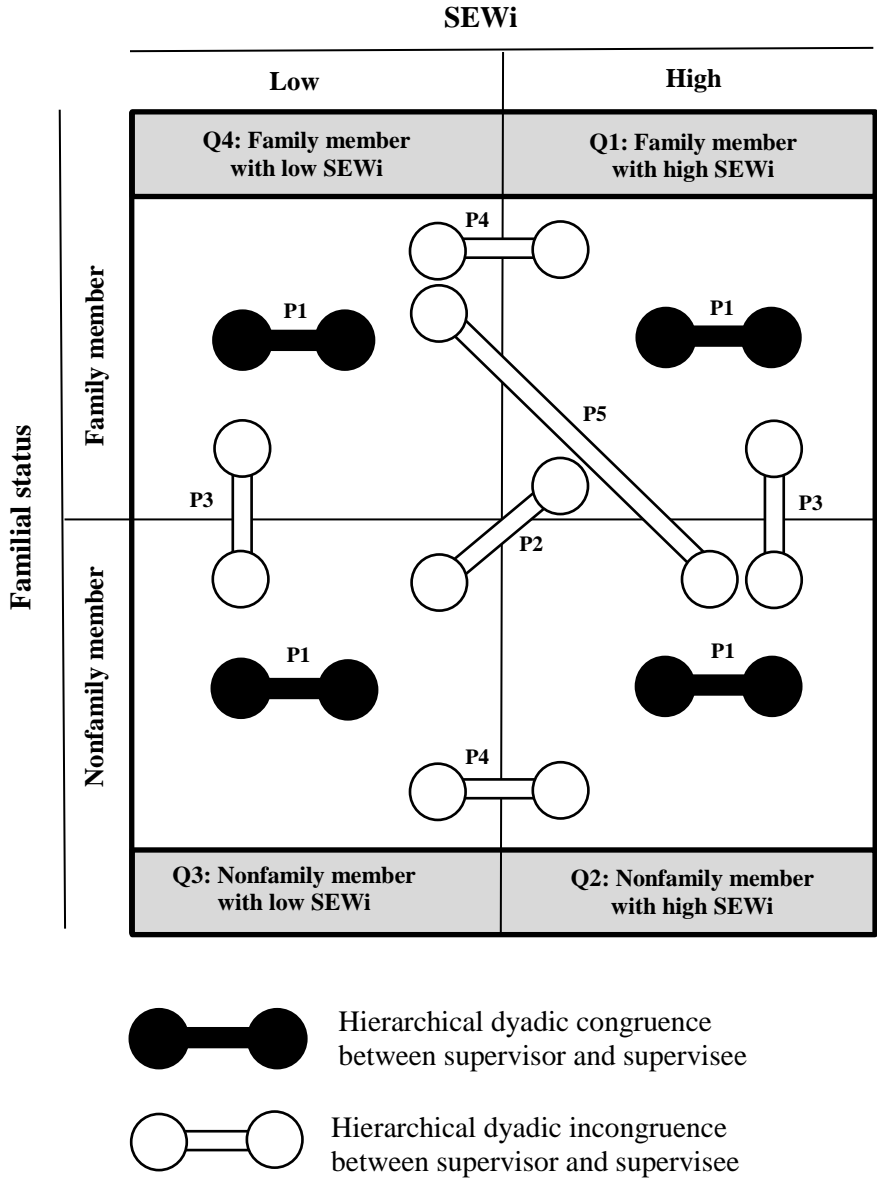 SEWi
Low
High
Q4: Family member
with low SEWi
Q1: Family member
with high SEWi
Familial status
Family member
Nonfamily member
P4
P1
P1
P5
P3
P3
P2
P1
P1
P4
Q3: Nonfamily member
with low SEWi
Q2: Nonfamily member
with high SEWi
Hierarchical dyadic congruence
between supervisor and supervisee
Hierarchical dyadic incongruence
between supervisor and supervisee